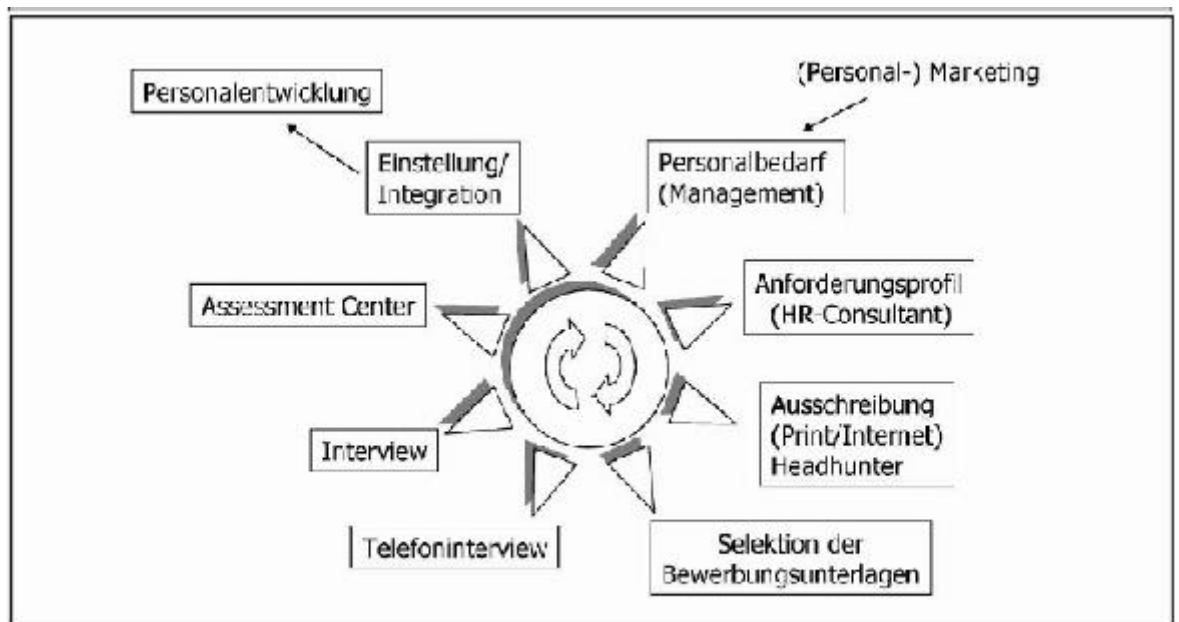 (Personal-) Marketing
Personalentwicklung
Einstellung/
Integration
Personalbedarf
(Management)
Assessment Center
Anforderungsprofil
(HR-Consultant)
Ausschreibung
(Print/Internet)
Headhunter
Interview
Telefoninterview
Selektion der
Bewerbungsunterlagen